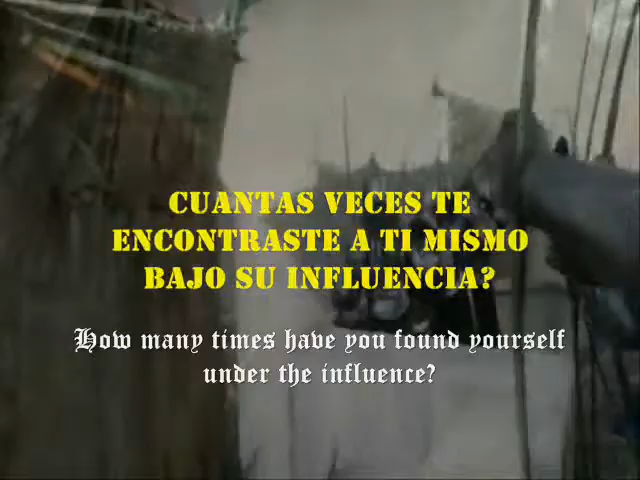 CUANTAS VECES TE
ENCONTRASTE A TI MISMO
BAJO SU INFLUENCIA?
How many times have you found yourself
under the influence?